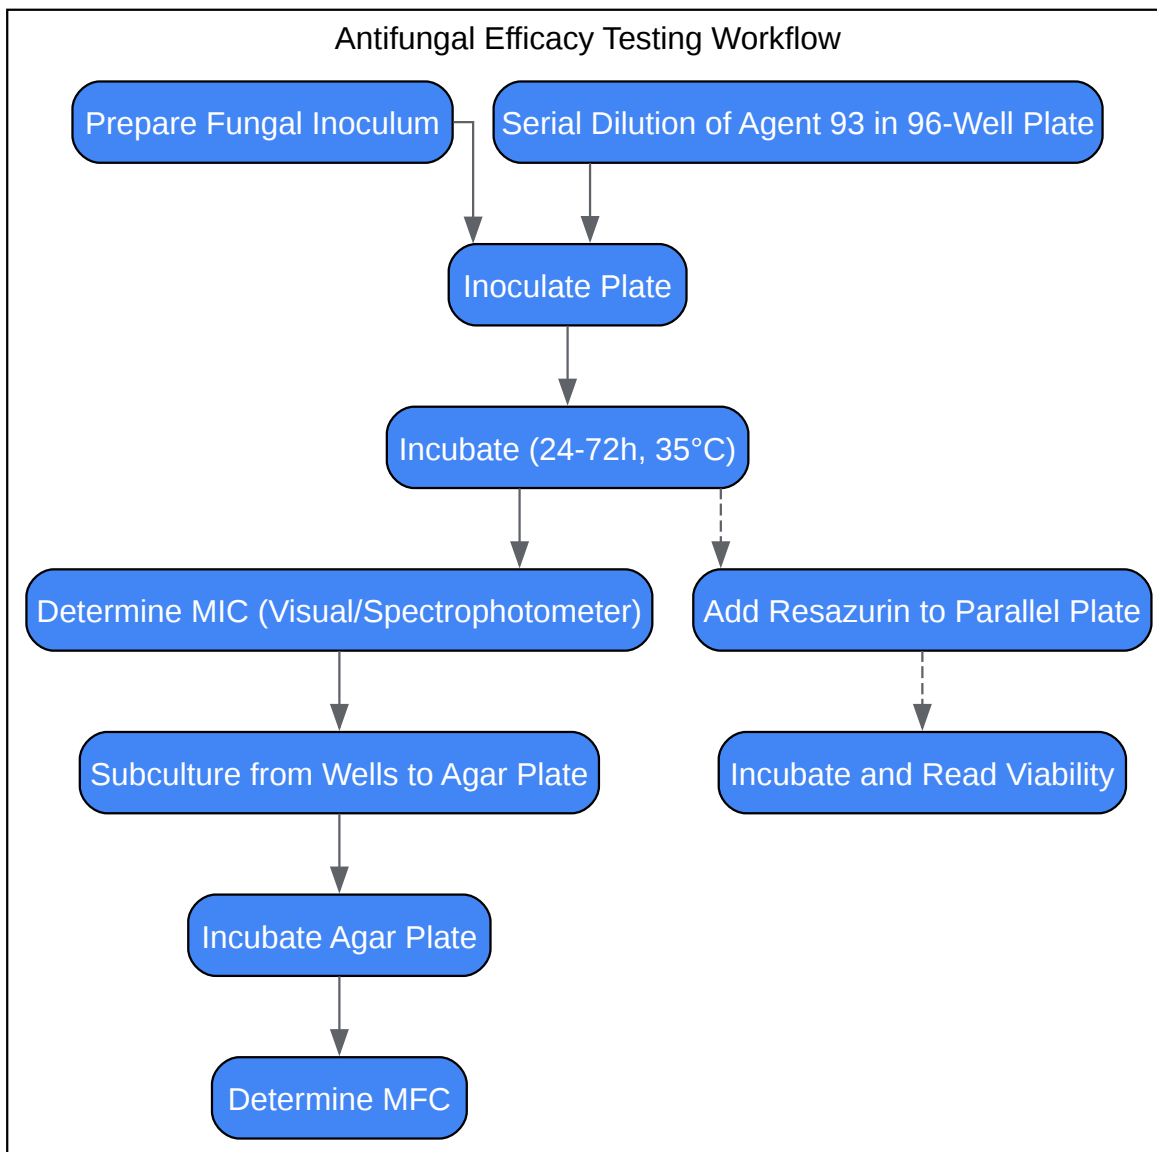 Antifungal Efficacy Testing Workflow
Prepare Fungal Inoculum
Serial Dilution of Agent 93 in 96-Well Plate
Inoculate Plate
Incubate (24-72h, 35°C)
Determine MIC (Visual/Spectrophotometer)
Add Resazurin to Parallel Plate
Subculture from Wells to Agar Plate
Incubate and Read Viability
Incubate Agar Plate
Determine MFC